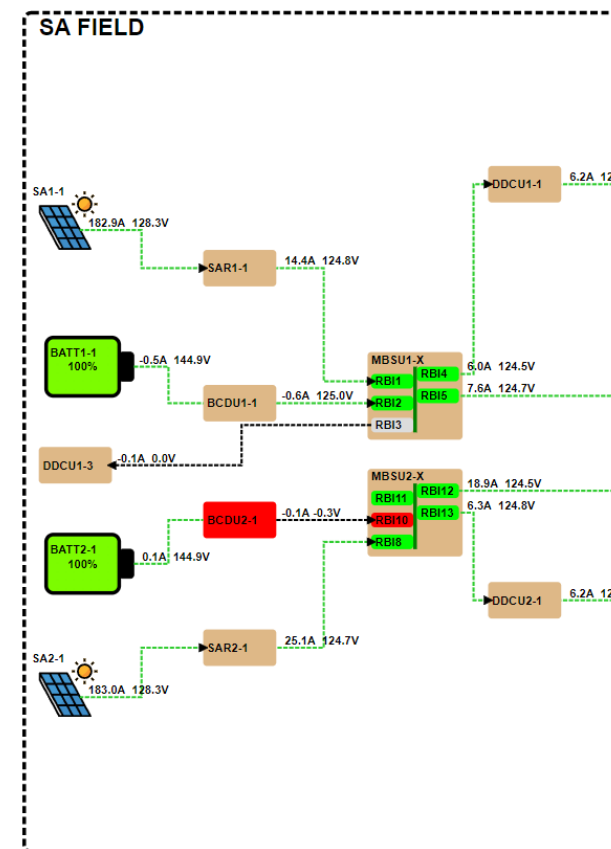 SA FIELD
SA1-1
182.9A 128.3V
SAR1-1
14.4A 124.8V
DDCU1-1
6.2A 12
BATT1-1
100%
-0.5A 144.9V
BCDU1-1
-0.6A 125.0V
MBSU1-X
RBI1
RBI2
RBI3
RBI4
RBI5
6.0A 124.5V
7.6A 124.7V
DDCU1-3
-0.1A 0.0V
MBSU2-X
RBI11
RBI10
RBI8
RBI12
RBI13
18.9A 124.5V
6.3A 124.8V
BCDU2-1
-0.1A -0.3V
BATT2-1
100%
0.1A 144.9V
DDCU2-1
6.2A 12
SAR2-1
25.1A 124.7V
SA2-1
183.0A 128.3V